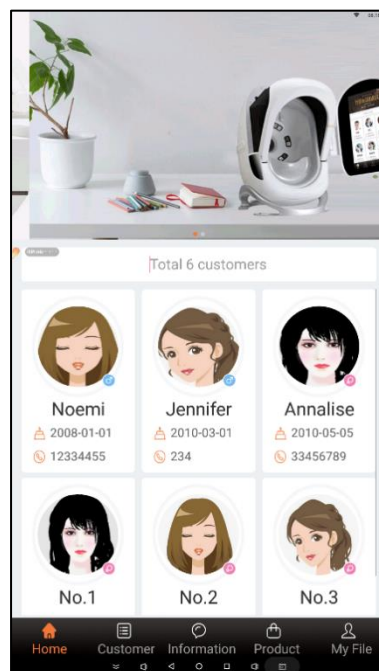 Total 6 customers
Noemi Jennifer Annalise
2008-01-01 2010-03-01 2010-05-05
12334455 234 33456789
No.1 No.2 No.3
Home Customer Information Product My File